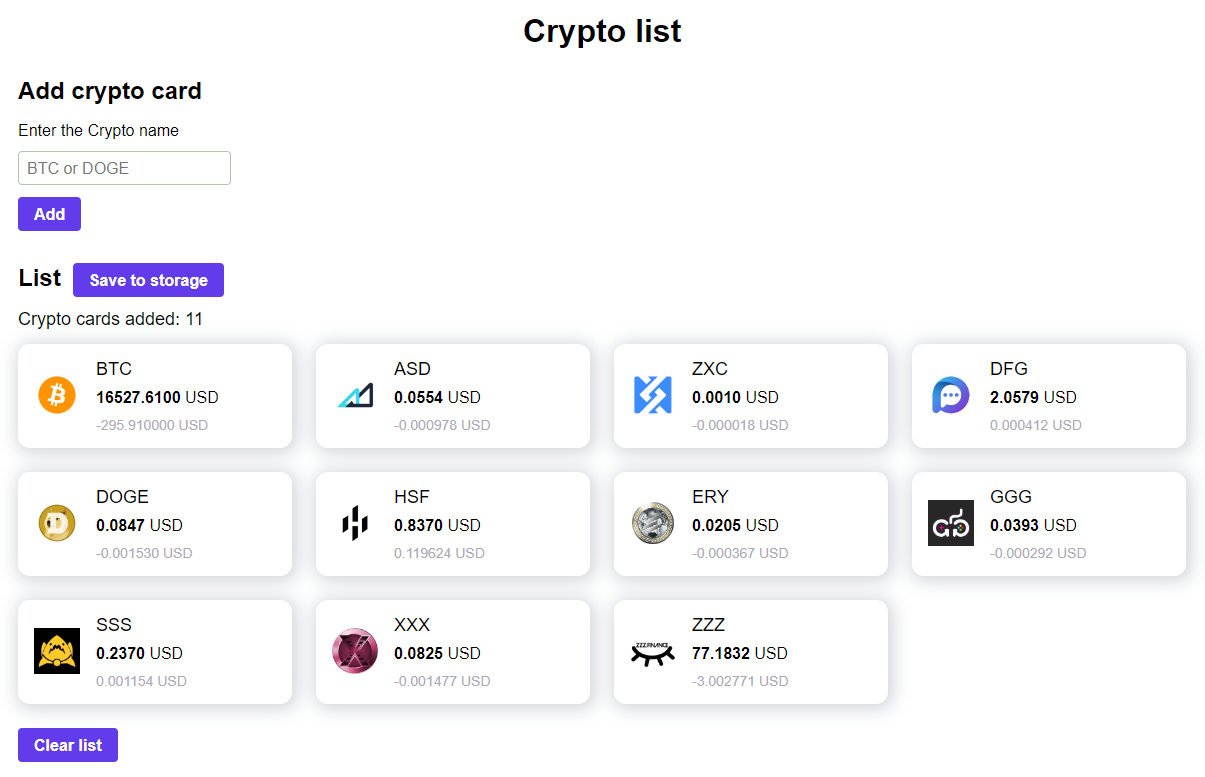 Crypto list
Add crypto card
Enter the Crypto name
BTC or DOGE
Add
List
Save to storage
Crypto cards added: 11
BTC
16527.6100 USD
-295.910000 USD
ASD
0.0554 USD
-0.000978 USD
ZXC
0.0010 USD
-0.000018 USD
DFG
2.0579 USD
0.000412 USD
DOGE
0.0847 USD
-0.001530 USD
HSF
0.8370 USD
0.119624 USD
ERY
0.0205 USD
-0.000367 USD
GGG
0.0393 USD
-0.000292 USD
SSS
0.2370 USD
0.001154 USD
XXX
0.0825 USD
-0.001477 USD
ZZZ.FINANCE
ZZZ
77.1832 USD
-3.002771 USD
Clear list